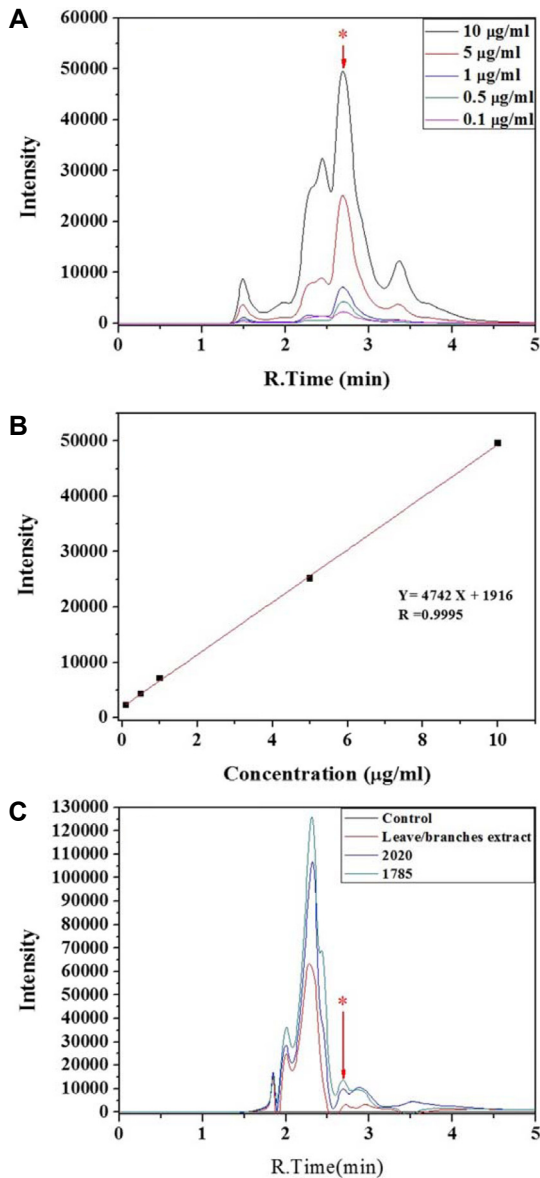 A
60000
50000
40000
30000
20000
10000
0
Intensity
*
10 μg/ml
5 μg/ml
1 μg/ml
0.5 μg/ml
0.1 μg/ml
0 1 2 3 4 5
R.Time (min)
B
50000
40000
30000
20000
10000
0
Intensity
Y= 4742 X + 1916
R =0.9995
0 2 4 6 8 10
Concentration (μg/ml)
C
130000
120000
110000
100000
90000
80000
70000
60000
50000
40000
30000
20000
10000
0
Intensity
Control
Leave/branches extract
2020
1785
*
0 1 2 3 4 5
R.Time(min)